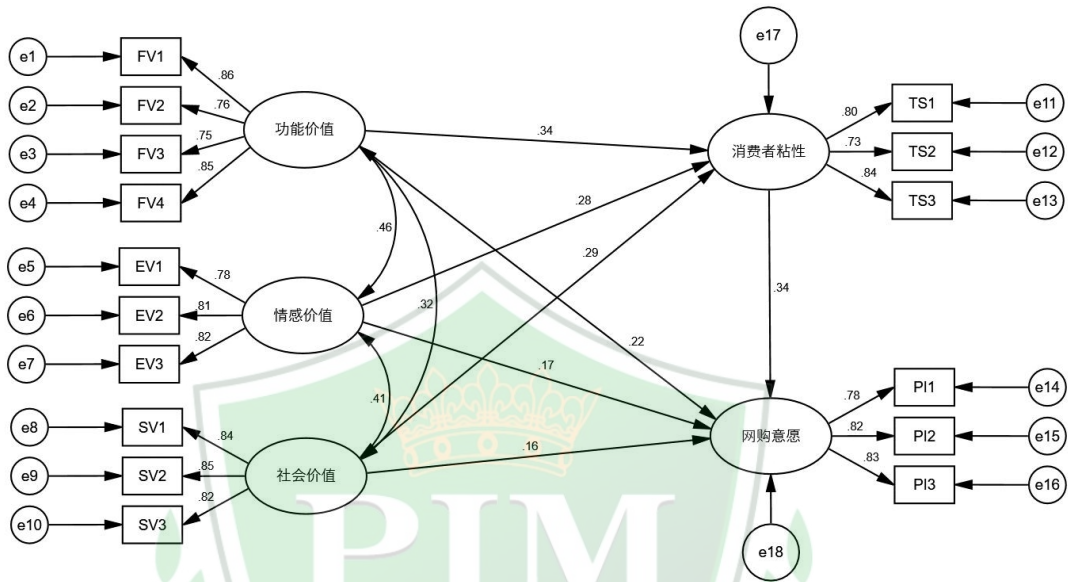 e17
e1 FV1
.86
e2 FV2
.76
e3 FV3
.75
e4 FV4
.85
功能价值
.34
消费者粘性
.80
TS1 e11
.73
TS2 e12
.84
TS3 e13
.46
.28
.29
.32
e5 EV1
.78
e6 EV2
.81
e7 EV3
.82
情感价值
.34
.22
.17
.41
e8 SV1
.84
e9 SV2
.85
e10 SV3
.82
社会价值
.16
网购意愿
.78
PI1 e14
.82
PI2 e15
.83
PI3 e16
e18
PIM